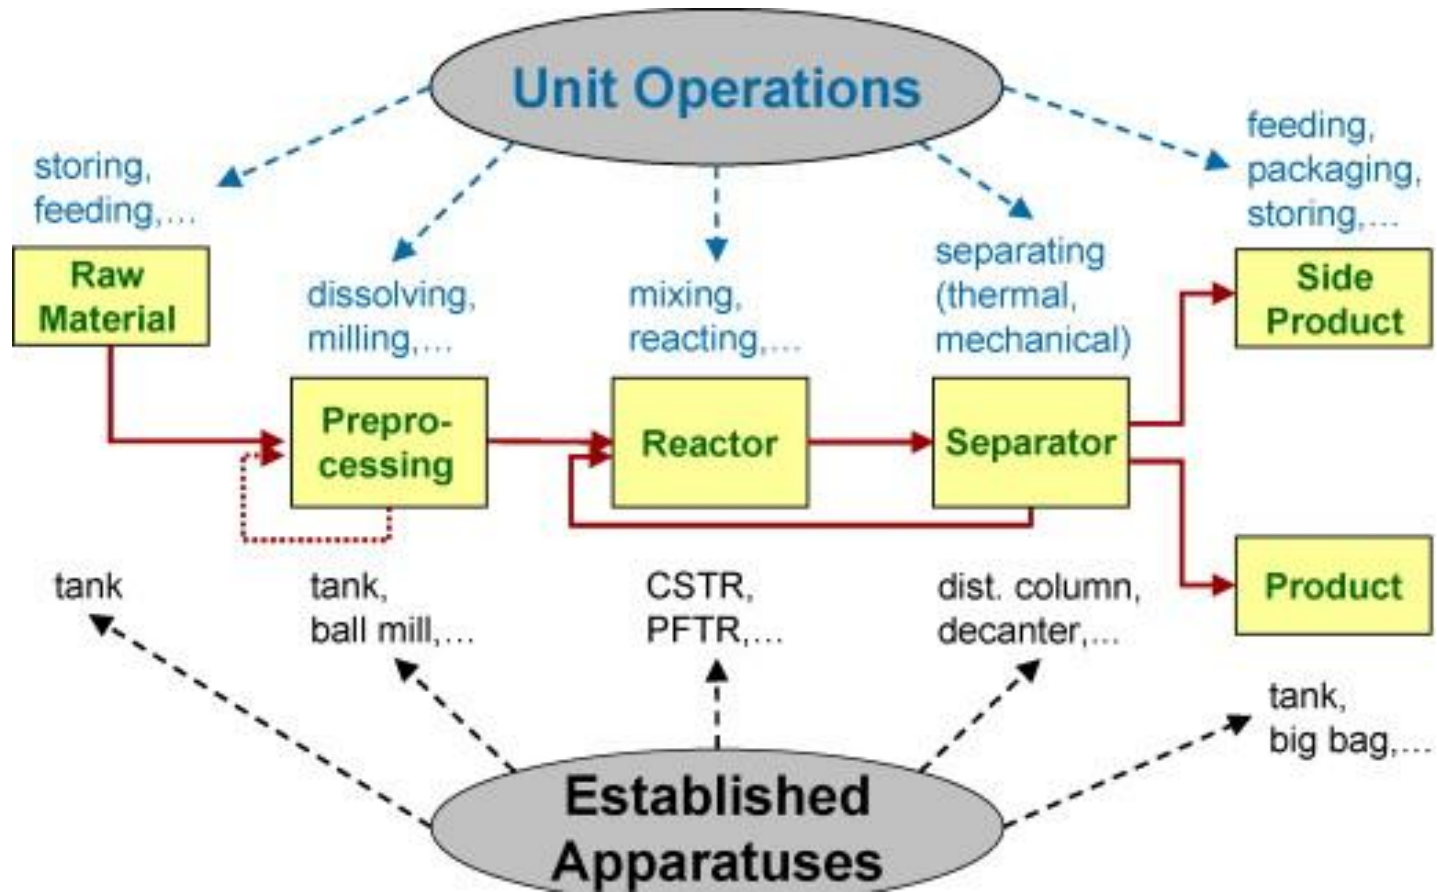 Unit Operations
storing,
feeding,...
dissolving,
milling,...
mixing,
reacting,...
separating
(thermal,
mechanical)
feeding,
packaging,
storing,...
Raw
Material
Prepro-
cessing
Reactor
Separator
Side
Product
Product
tank
tank,
ball mill,...
CSTR,
PFTR,...
dist. column,
decanter,...
tank,
big bag,...
Established
Apparatuses